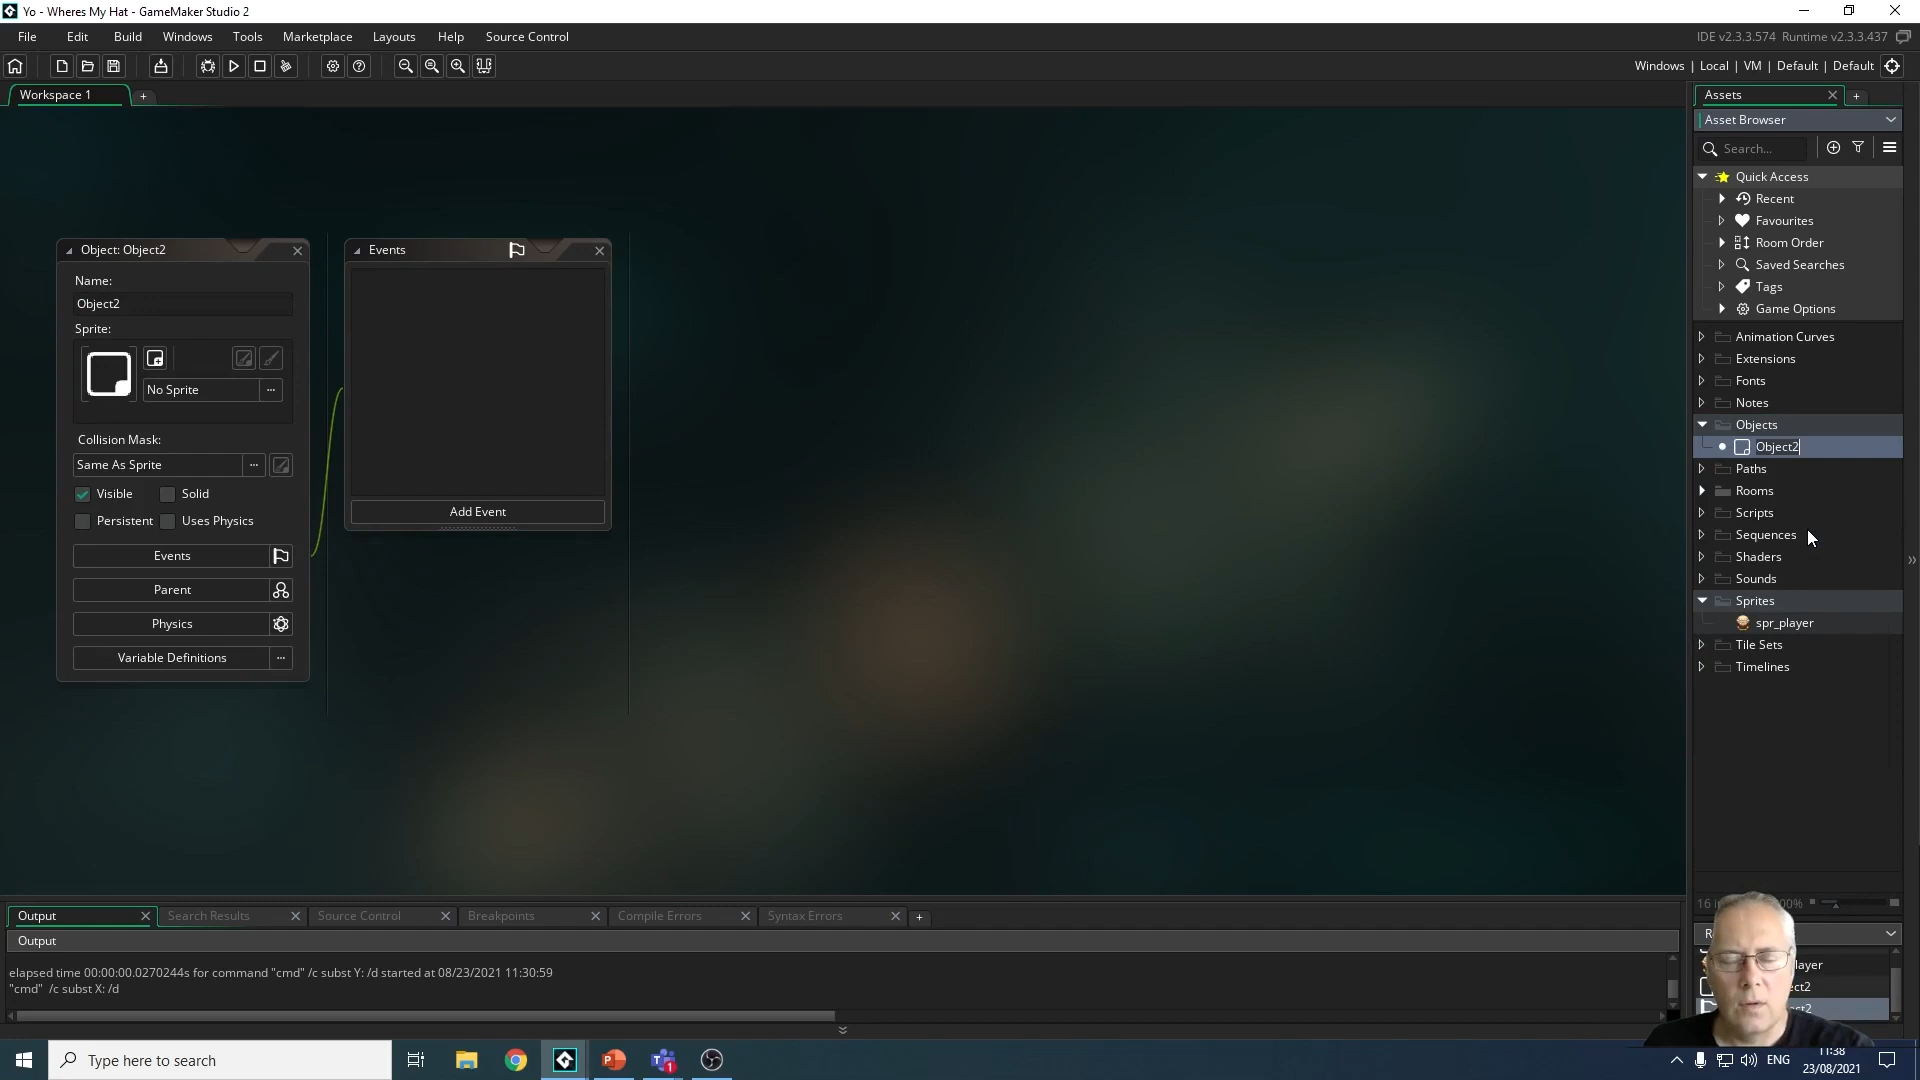 Yo - Wheres My Hat - GameMaker Studio 2
File Edit Build Windows Tools Marketplace Layouts Help Source Control
IDE v2.3.3.574 Runtime v2.3.3.437
Windows | Local | VM | Default | Default
Workspace 1
Assets
Asset Browser
Search...
Quick Access
Recent
Favourites
Room Order
Saved Searches
Tags
Game Options
Animation Curves
Extensions
Fonts
Notes
Objects
Object2
Paths
Rooms
Scripts
Sequences
Shaders
Sounds
Sprites
spr_player
Tile Sets
Timelines
Object: Object2
Name:
Object2
Sprite:
No Sprite
Collision Mask:
Same As Sprite
Visible Solid
Persistent Uses Physics
Events
Parent
Physics
Variable Definitions
Events
Add Event
Output Search Results Source Control Breakpoints Compile Errors Syntax Errors
Output
elapsed time 00:00:00.0270244s for command "cmd" /c subst Y: /d started at 08/23/2021 11:30:59
"cmd" /c subst X: /d
Type here to search
ENG
11:38
23/08/2021